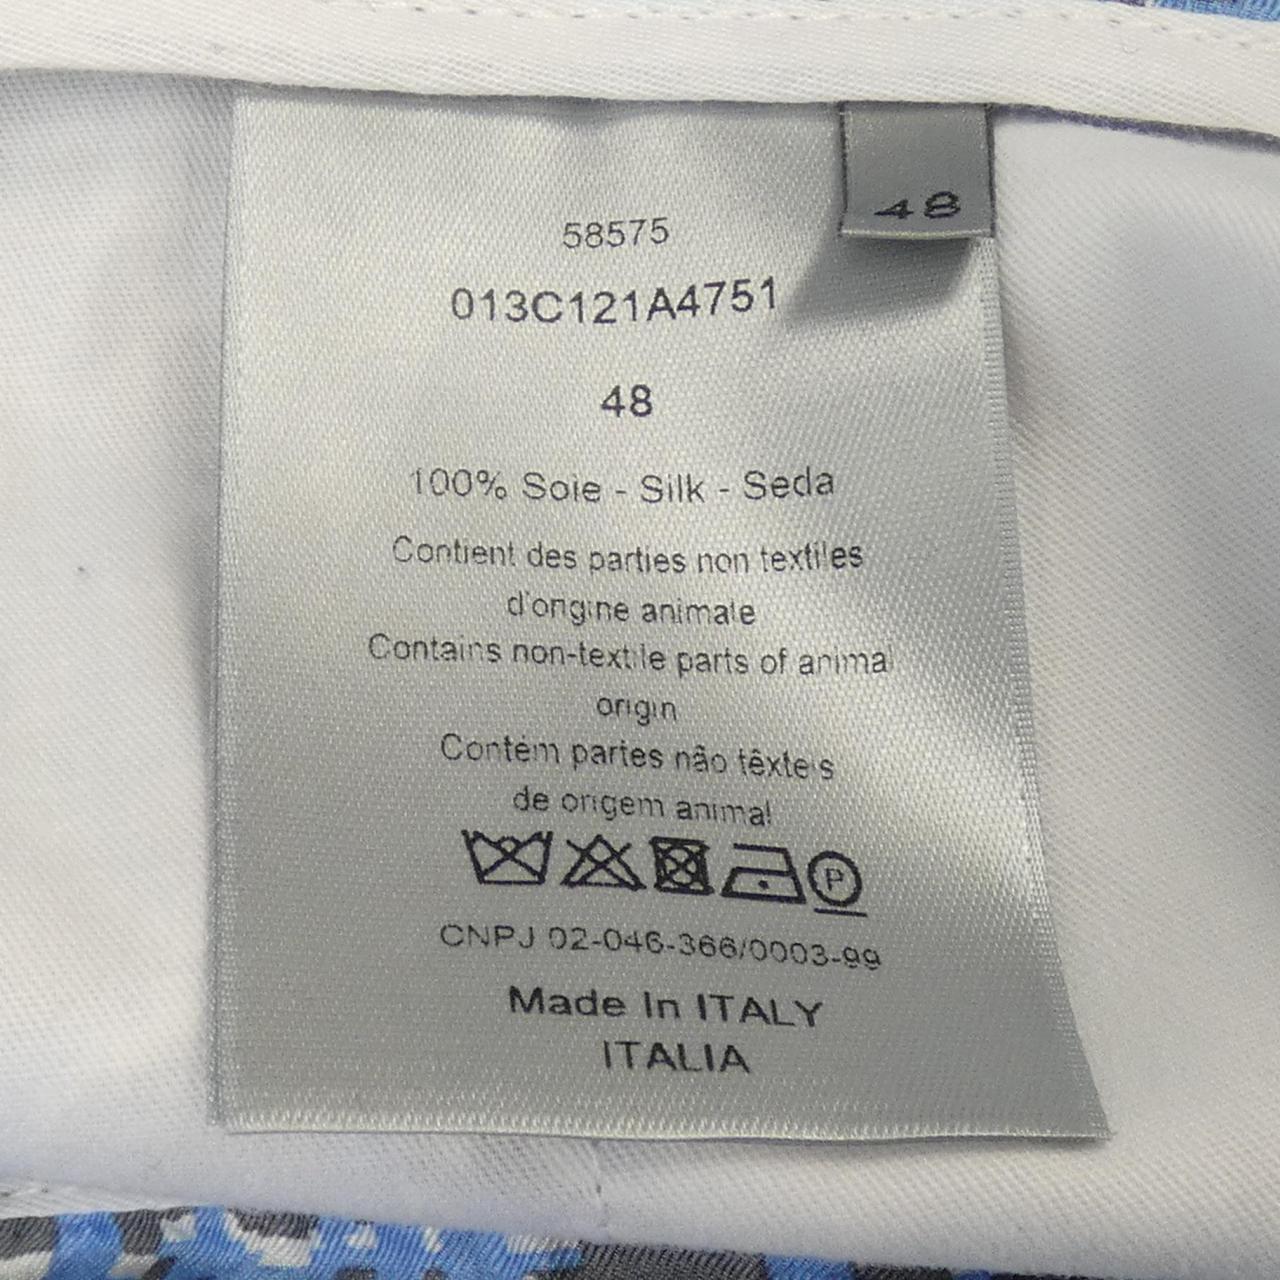 48
58575
013C121A4751
48
100% Soie - Silk - Seda
Contient des parties non textiles
d'origine animale
Contains non-textile parts of animal
origin
Contém partes não têxteis
de origem animal
P
CNPJ 02-046-366/0003-99
Made In ITALY
ITALIA